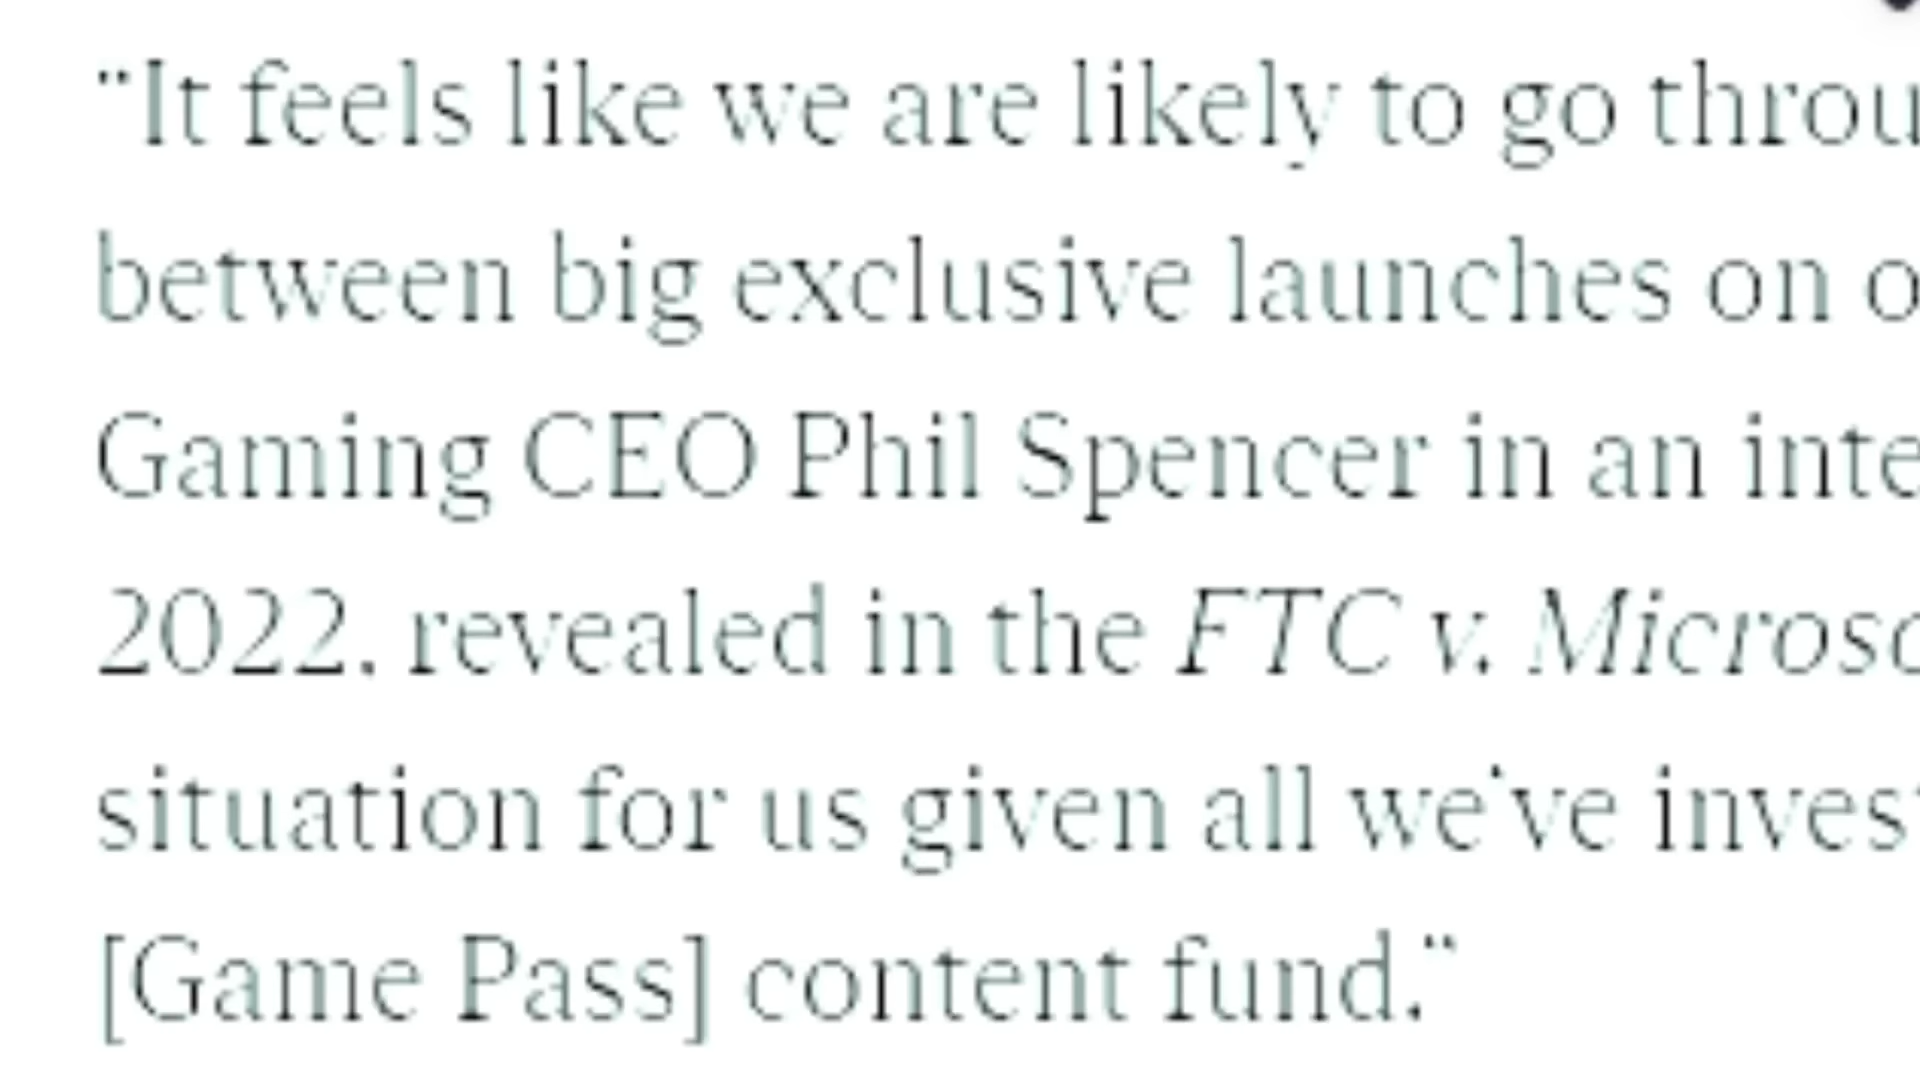 "It feels like we are likely to go throu
between big exclusive launches on o
Gaming CEO Phil Spencer in an inte
2022, revealed in the FTC v. Microso
situation for us given all we've invest
[Game Pass] content fund."